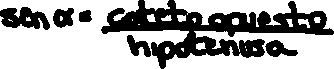 sen α = cateto opuesto
hipotenusa